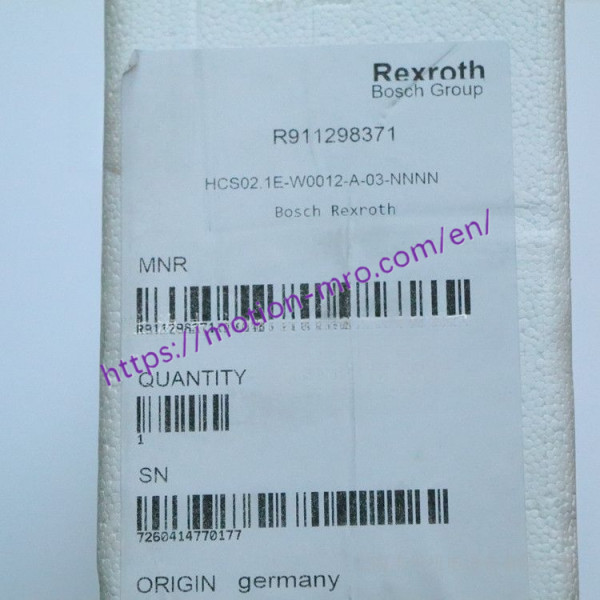 Rexroth
Bosch Group
R911298371
HCS02.1E-W0012-A-03-NNNN
Bosch Rexroth
MNR
R911298371
https://motion-mro.com/en/
QUANTITY
1
SN
7260414770177
ORIGIN germany